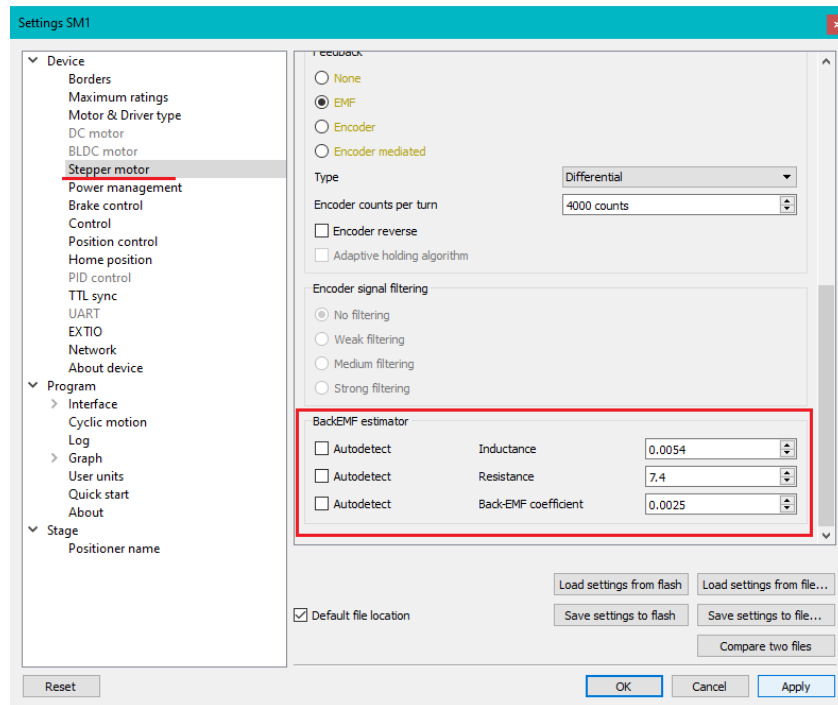 Settings SM1
Device
Borders
Maximum ratings
Motor & Driver type
DC motor
BLDC motor
Stepper motor
Power management
Brake control
Control
Position control
Home position
PID control
TTL sync
UART
EXTIO
Network
About device
Program
Interface
Cyclic motion
Log
Graph
User units
Quick start
About
Stage
Positioner name
Feedback
None
EMF
Encoder
Encoder mediated
Type Differential
Encoder counts per turn 4000 counts
Encoder reverse
Adaptive holding algorithm
Encoder signal filtering
No filtering
Weak filtering
Medium filtering
Strong filtering
BackEMF estimator
Autodetect Inductance 0.0054
Autodetect Resistance 7.4
Autodetect Back-EMF coefficient 0.0025
Load settings from flash Load settings from file...
Default file location Save settings to flash Save settings to file...
Compare two files
Reset OK Cancel Apply